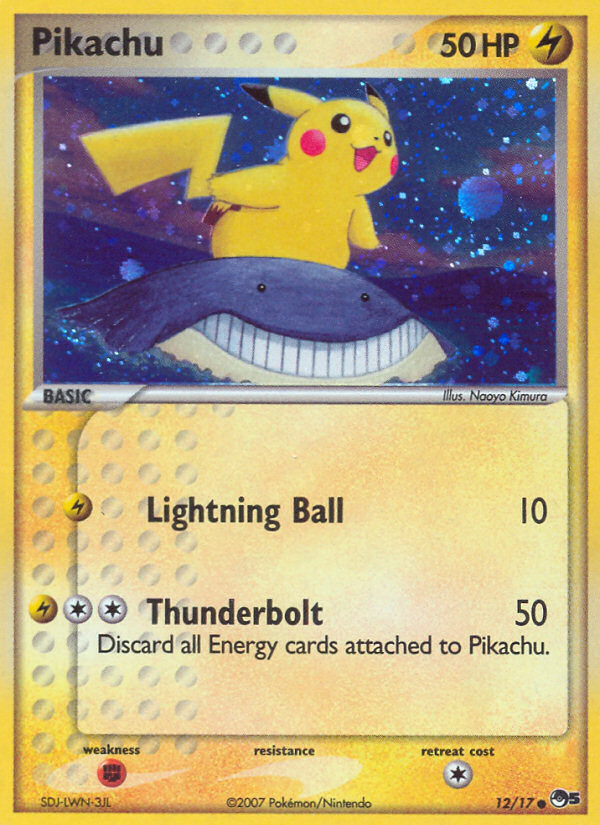 Pikachu 50 HP
BASIC Illus. Naoyo Kimura
Lightning Ball 10
Thunderbolt 50
Discard all Energy cards attached to Pikachu.
weakness resistance retreat cost
SDJ-LWN-3JL ©2007 Pokémon/Nintendo 12/17 5